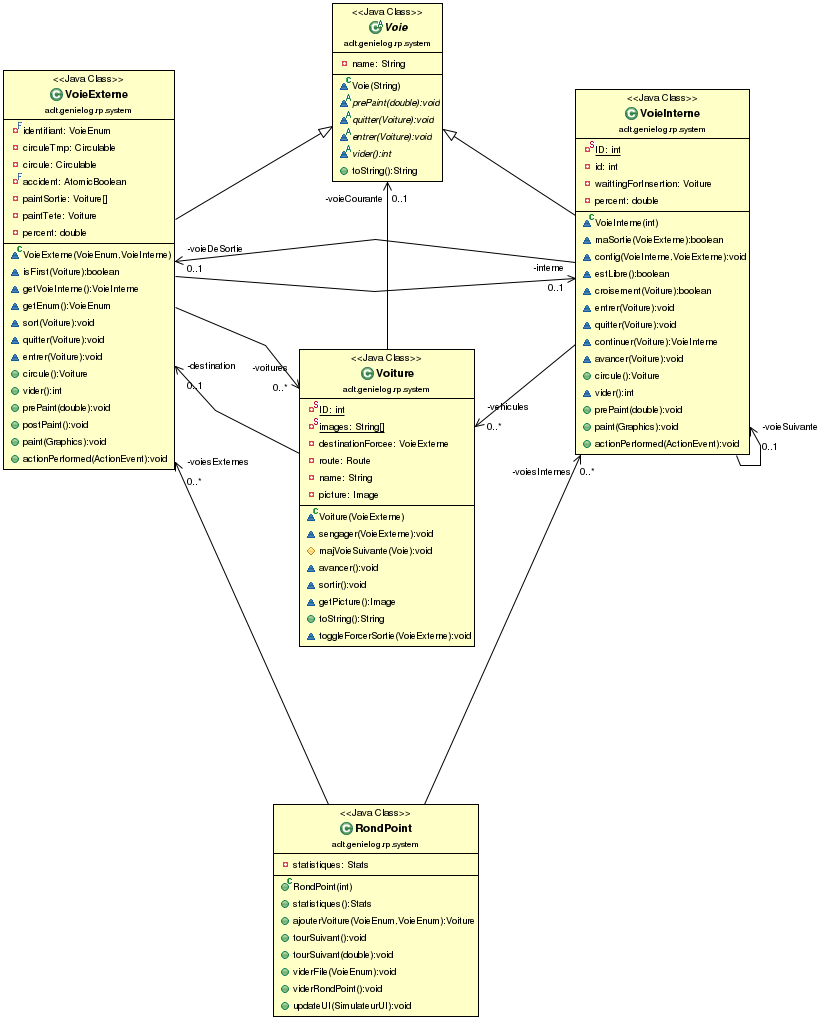 <<Java Class>>
Voie
adt.genielog.rp.system
name: String
Voie(String)
prePaint(double):void
quitter(Voiture):void
entrer(Voiture):void
vider():int
toString():String
<<Java Class>>
VoieExterne
adt.genielog.rp.system
identifiant: VoieEnum
circuleTmp: Circulable
circule: Circulable
accident: AtomicBoolean
paintSortie: Voiture[]
paintTete: Voiture
percent: double
VoieExterne(VoieEnum,VoieInterne)
isFirst(Voiture):boolean
getVoieInterne():VoieInterne
getEnum():VoieEnum
sort(Voiture):void
quitter(Voiture):void
entrer(Voiture):void
circule():Voiture
vider():int
prePaint(double):void
postPaint():void
paint(Graphics):void
actionPerformed(ActionEvent):void
<<Java Class>>
VoieInterne
adt.genielog.rp.system
ID: int
id: int
waittingForInsertion: Voiture
percent: double
VoieInterne(int)
maSortie(VoieExterne):boolean
config(VoieInterne,VoieExterne):void
estLibre():boolean
croisement(Voiture):boolean
entrer(Voiture):void
quitter(Voiture):void
continuer(Voiture):VoieInterne
avancer(Voiture):void
circule():Voiture
vider():int
prePaint(double):void
paint(Graphics):void
actionPerformed(ActionEvent):void
-voieCourante
0..1
-voieDeSortie
0..1
-interne
0..1
-voitures
0..*
-destination
0..1
-vehicules
0..*
-voieSuivante
0..1
-voiesExternes
0..*
-voiesInternes
0..*
<<Java Class>>
Voiture
adt.genielog.rp.system
ID: int
images: String[]
destinationForcee: VoieExterne
route: Route
name: String
picture: Image
Voiture(VoieExterne)
sengager(VoieExterne):void
majVoieSuivante(Voie):void
avancer():void
sortir():void
getPicture():Image
toString():String
toggleForcerSortie(VoieExterne):void
<<Java Class>>
RondPoint
adt.genielog.rp.system
statistiques: Stats
RondPoint(int)
statistiques():Stats
ajouterVoiture(VoieEnum,VoieEnum):Voiture
tourSuivant():void
tourSuivant(double):void
viderFile(VoieEnum):void
viderRondPoint():void
updateUI(SimulateurUI):void